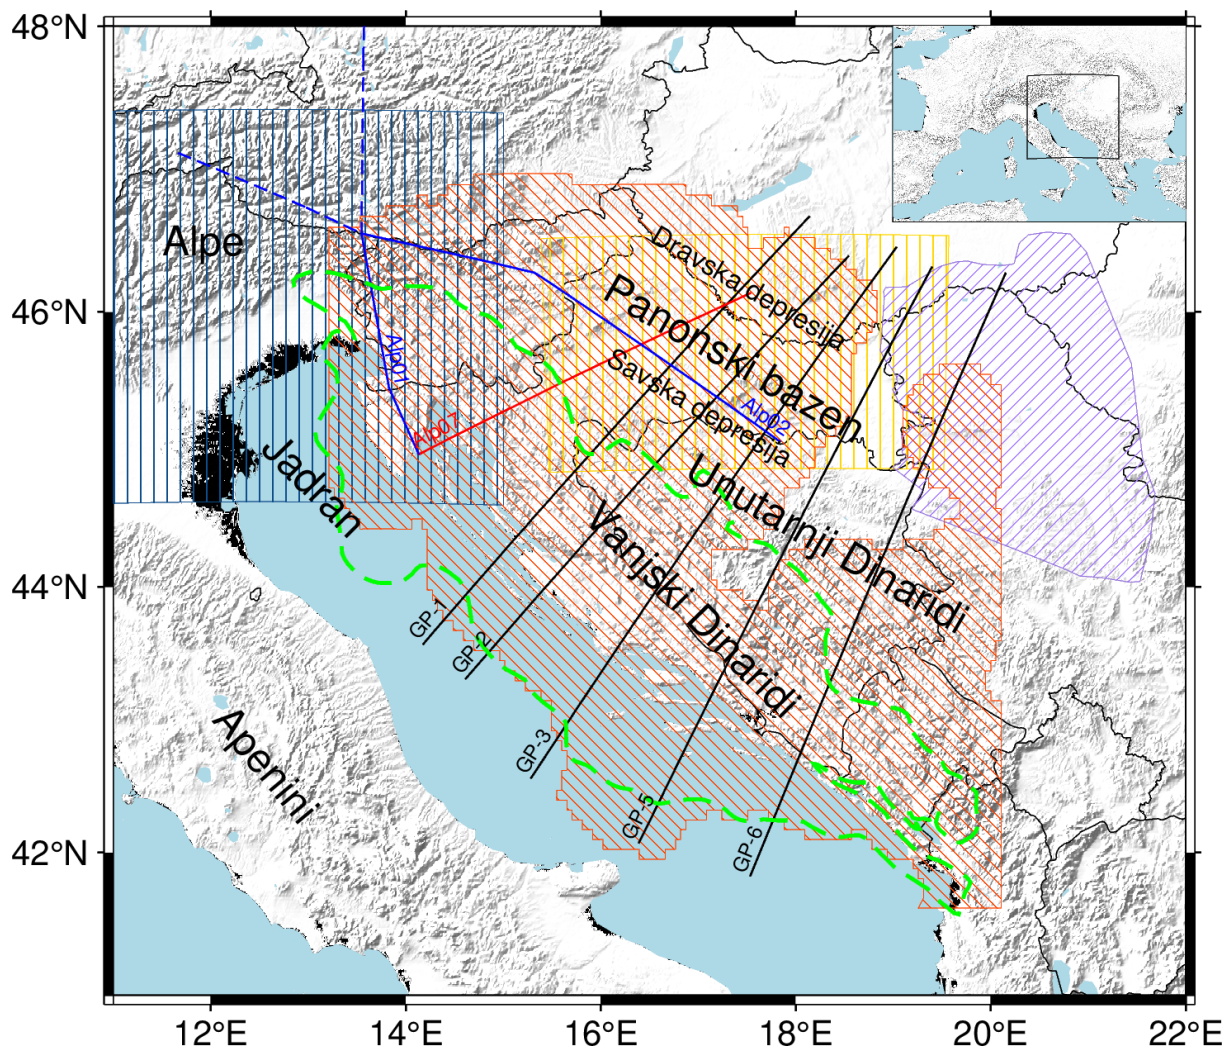 48°N
46°N
44°N
42°N
12°E
14°E
16°E
18°E
20°E
22°E
Alpe
Dravska depresija
Panonski bazen
Savska depresija
Alp01
Alp02
Alp07
Jadran
Unutarnji Dinaridi
Vanjski Dinaridi
Apenini
GP-1
GP-2
GP-3
GP-5
GP-6